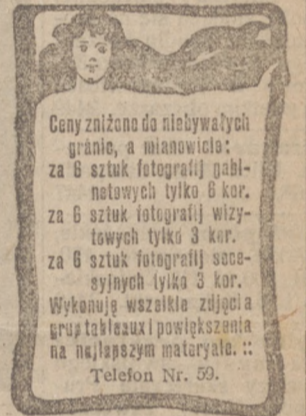 Ceny zniżone do niebywałych
granic, a mianowicie:
za 6 sztuk fotografij gabi-
netowych tylko 6 kor.
za 6 sztuk fotografij wizy-
towych tylko 3 kor.
za 6 sztuk fotografij sece-
syjnych tylko 3 kor.
Wykonuję wszelkie zdjęcia
grup tableaux i powiększenia
na najlepszym materyale. ::
Telefon Nr. 59.